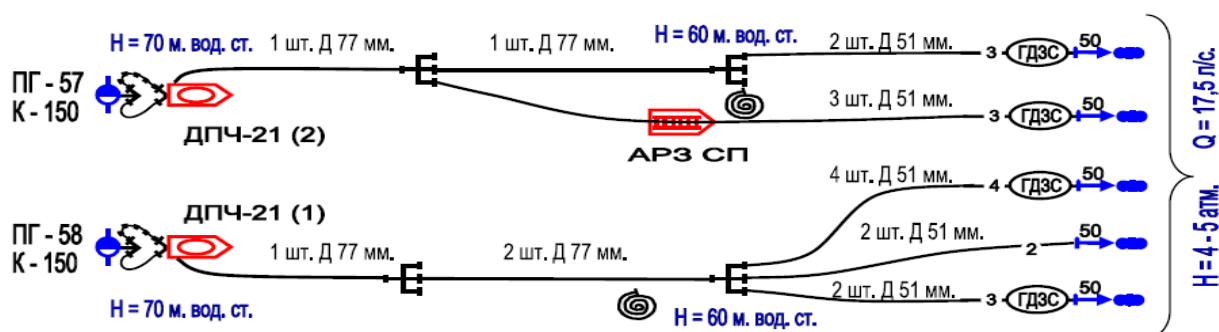 Н = 70 м. вод. ст.
1 шт. Д 77 мм.
1 шт. Д 77 мм.
Н = 60 м. вод. ст.
2 шт. Д 51 мм.
3
ГДЗС
50
ПГ - 57
К - 150
ДПЧ-21 (2)
АРЗ СП
3 шт. Д 51 мм.
3
ГДЗС
50
4 шт. Д 51 мм.
4
ГДЗС
50
ДПЧ-21 (1)
ПГ - 58
К - 150
1 шт. Д 77 мм.
2 шт. Д 77 мм.
2 шт. Д 51 мм.
2
50
2 шт. Д 51 мм.
3
ГДЗС
50
Н = 70 м. вод. ст.
Н = 60 м. вод. ст.
Q = 17,5 л/с.
Н = 4 - 5 атм.